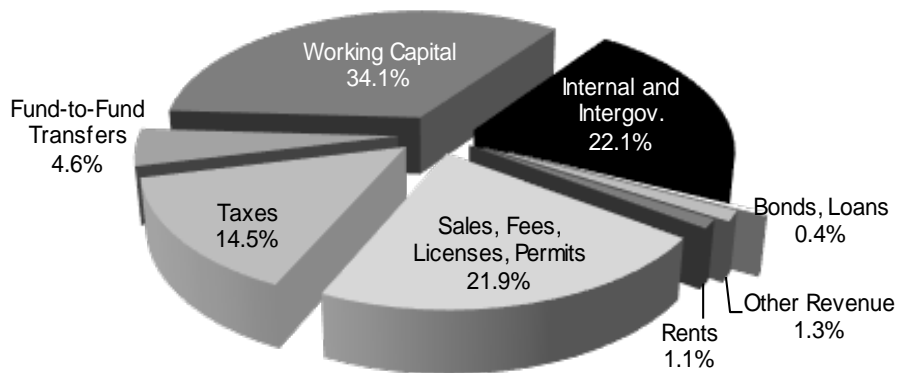 Working Capital
34.1%
Internal and
Intergov.
22.1%
Fund-to-Fund
Transfers
4.6%
Taxes
14.5%
Sales, Fees,
Licenses, Permits
21.9%
Bonds, Loans
0.4%
Other Revenue
1.3%
Rents
1.1%